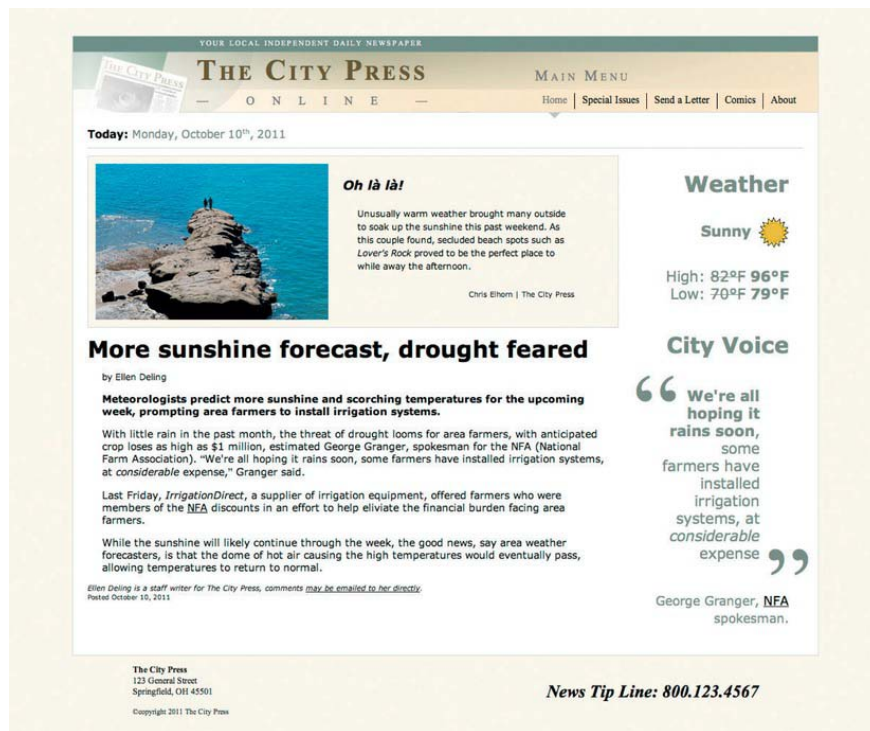 YOUR LOCAL INDEPENDENT DAILY NEWSPAPER
THE CITY PRESS
THE CITY PRESS
— ONLINE —
MAIN MENU
Home | Special Issues | Send a Letter | Comics | About
Today: Monday, October 10th, 2011
Oh là là!
Unusually warm weather brought many outside
to soak up the sunshine this past weekend. As
this couple found, secluded beach spots such as
Lover's Rock proved to be the perfect place to
while away the afternoon.
Chris Elhorn | The City Press
More sunshine forecast, drought feared
by Ellen Deling
Meteorologists predict more sunshine and scorching temperatures for the upcoming
week, prompting area farmers to install irrigation systems.
With little rain in the past month, the threat of drought looms for area farmers, with anticipated
crop loses as high as $1 million, estimated George Granger, spokesman for the NFA (National
Farm Association). "We're all hoping it rains soon, some farmers have installed irrigation systems,
at considerable expense," Granger said.
Last Friday, IrrigationDirect, a supplier of irrigation equipment, offered farmers who were
members of the NFA discounts in an effort to help eliviate the financial burden facing area
farmers.
While the sunshine will likely continue through the week, the good news, say area weather
forecasters, is that the dome of hot air causing the high temperatures would eventually pass,
allowing temperatures to return to normal.
Ellen Deling is a staff writer for The City Press, comments may be emailed to her directly.
Posted October 10, 2011
Weather
Sunny
High: 82ºF 96°F
Low: 70ºF 79°F
City Voice
“ We're all
hoping it
rains soon,
some
farmers have
installed
irrigation
systems, at
considerable
expense ”
George Granger, NFA
spokesman.
The City Press
123 General Street
Springfield, OH 45501
©copyright 2011 The City Press
News Tip Line: 800.123.4567